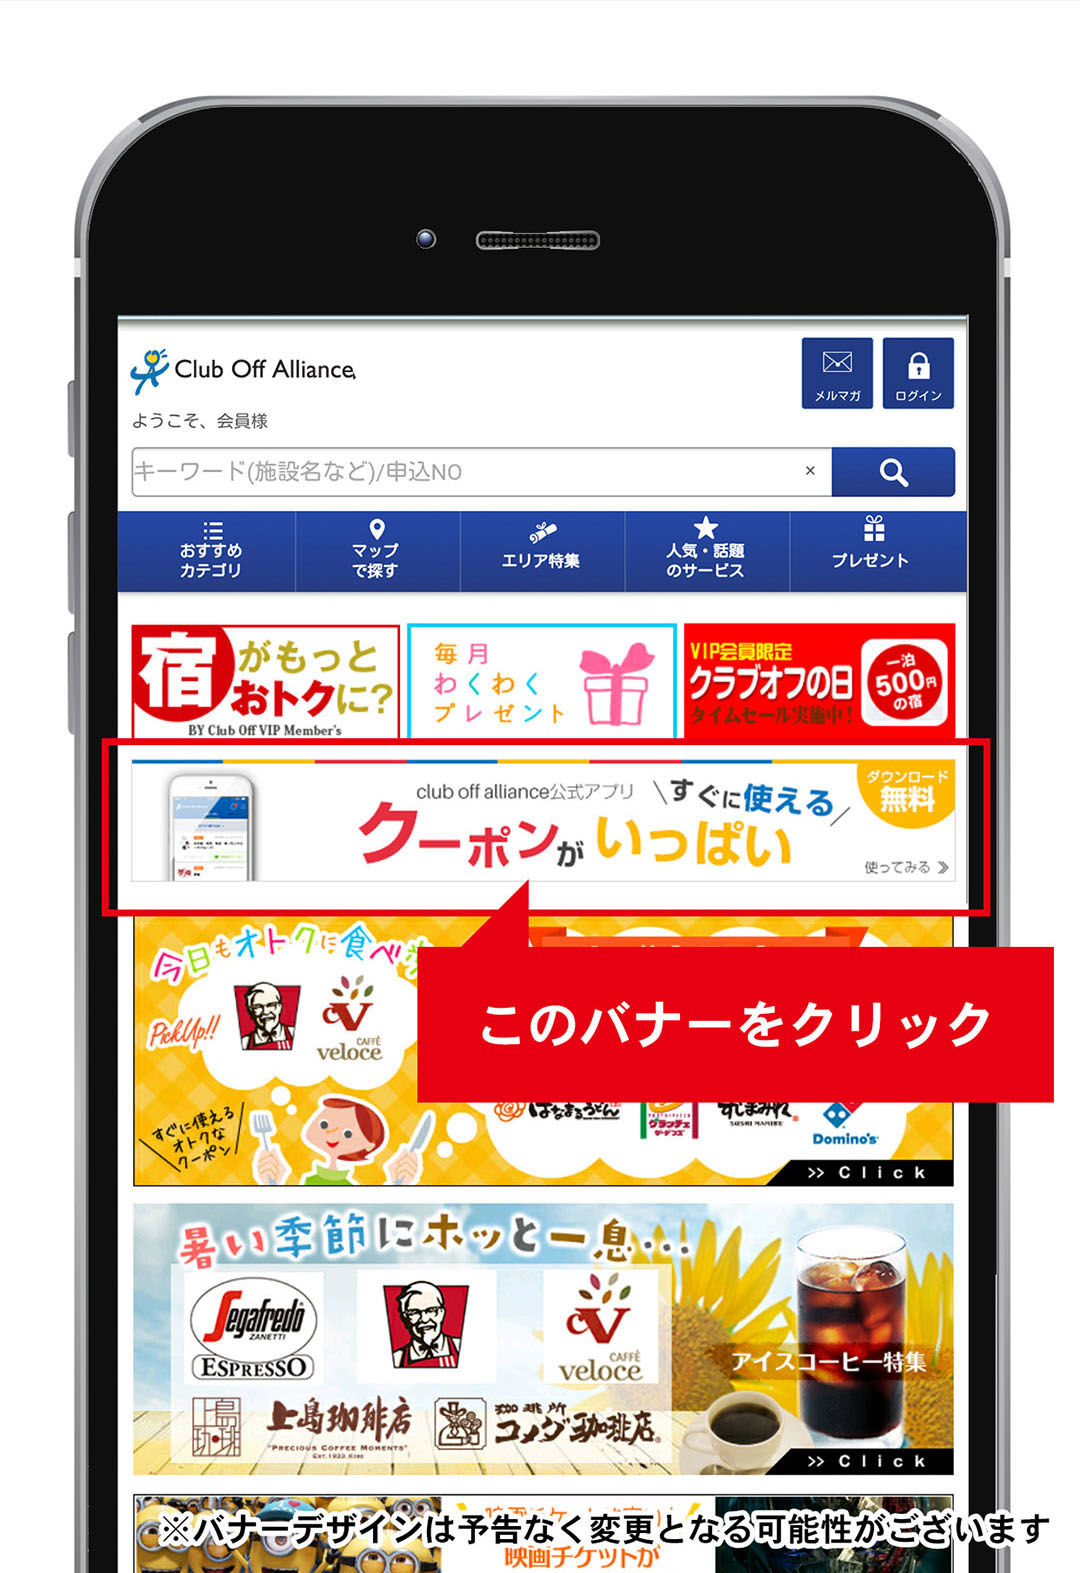 Club Off Alliance
メルマガ
ログイン
ようこそ、会員様
キーワード(施設名など)/申込NO
×
おすすめ
カテゴリ
マップ
で探す
エリア特集
人気・話題
のサービス
プレゼント
宿がもっと
おトクに?
BY Club Off VIP Member's
毎月
わくわく
プレゼント
VIP会員限定
クラブオフの日
タイムセール実施中!
一泊
500円
の宿
club off alliance公式アプリ
すぐに使える
クーポンがいっぱい
ダウンロード
無料
使ってみる
このバナーをクリック
今日もオトクに食べ
PickUp!!
CAFFÈ
veloce
すぐに使える
オトクな
クーポン
はなまるうどん
グラッチェ
ガーデンズ
すしまみれ
SUSHI MAMIRE
Domino's
>> Click
暑い季節にホッと一息...
Segafredo
ZANETTI
ESPRESSO
CAFFÈ
veloce
アイスコーヒー特集
上島珈琲
上島珈琲店
"PRECIOUS COFFEE MOMENTS"
EST. 1933, KOBE
珈琲所
コメダ珈琲店
>> Click
※バナーデザインは予告なく変更となる可能性がございます
映画チケットが